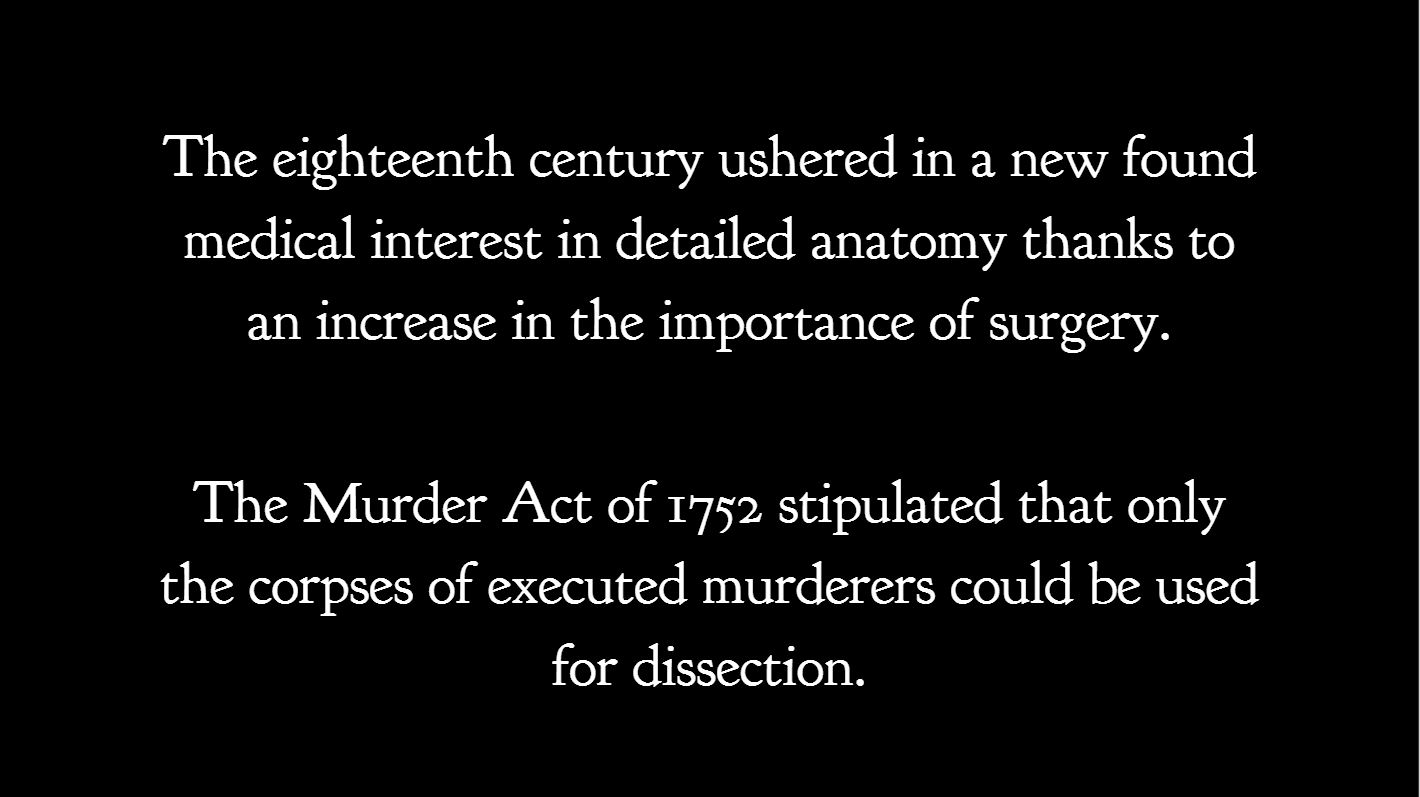 The eighteenth century ushered in a new found
medical interest in detailed anatomy thanks to
an increase in the importance of surgery.
The Murder Act of 1752 stipulated that only
the corpses of executed murderers could be used
for dissection.